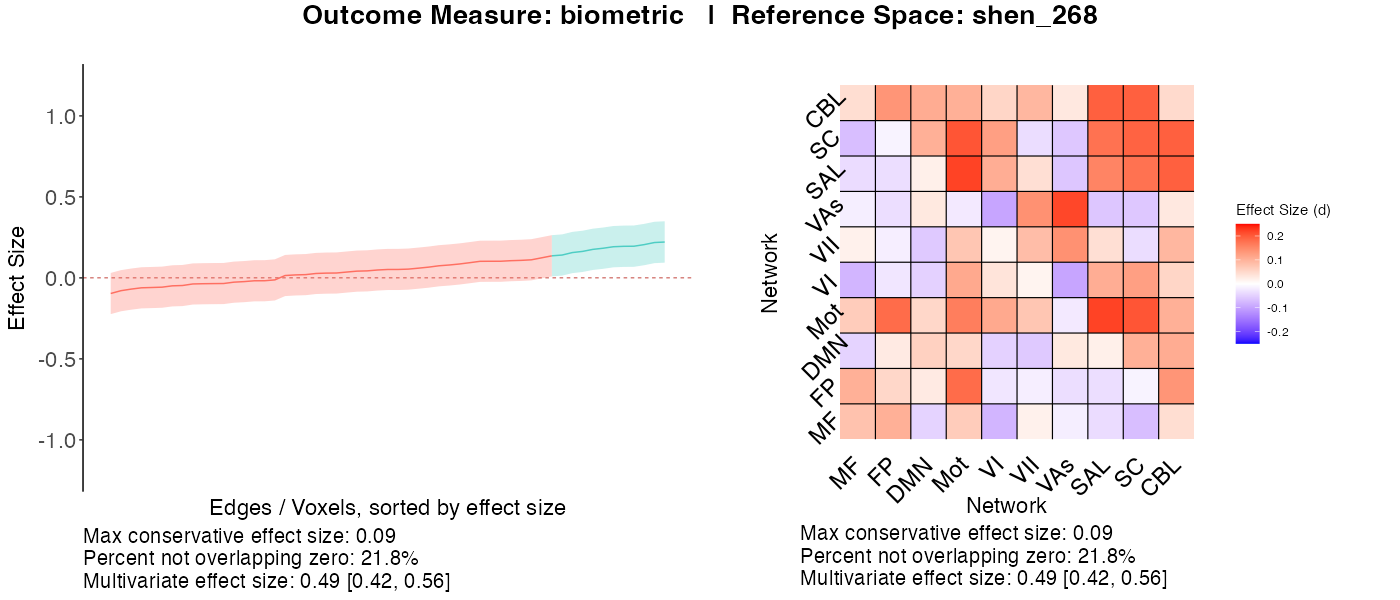 Outcome Measure: biometric | Reference Space: shen_268
Effect Size
1.0
0.5
0.0
-0.5
-1.0
Edges / Voxels, sorted by effect size
Max conservative effect size: 0.09
Percent not overlapping zero: 21.8%
Multivariate effect size: 0.49 [0.42, 0.56]
Network
CBL
SC
SAL
VAs
VII
VI
Mot
DMN
FP
MF
MF
FP
DMN
Mot
VI
VII
VAs
SAL
SC
CBL
Network
Effect Size (d)
0.2
0.1
0.0
-0.1
-0.2
Max conservative effect size: 0.09
Percent not overlapping zero: 21.8%
Multivariate effect size: 0.49 [0.42, 0.56]